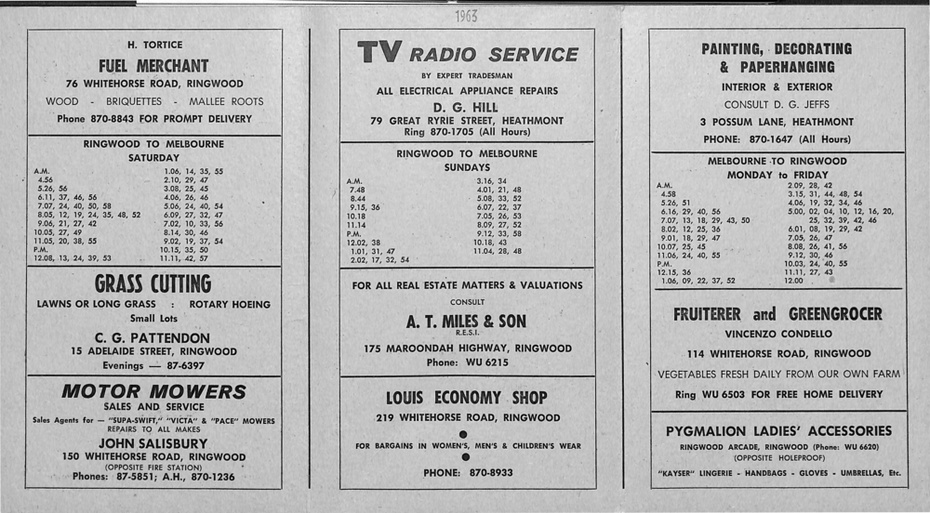 1963
H. TORTICE
FUEL MERCHANT
76 WHITEHORSE ROAD, RINGWOOD
WOOD - BRIQUETTES - MALLEE ROOTS
Phone 870-8843 FOR PROMPT DELIVERY
RINGWOOD TO MELBOURNE
SATURDAY
A.M.
4.56
5.26, 56
6.11, 37, 46, 56
7.07, 24, 40, 50, 58
8.05, 12, 19, 24, 35, 48, 52
9.06, 21, 27, 42
10.05, 27, 49
11.05, 20, 38, 55
P.M.
12.08, 13, 24, 39, 53
1.06, 14, 35, 55
2.10, 29, 47
3.08, 25, 45
4.06, 26, 46
5.06, 24, 40, 54
6.09, 27, 32, 47
7.02, 10, 33, 56
8.14, 30, 46
9.02, 19, 37, 54
10.15, 35, 50
11.11, 42, 57
GRASS CUTTING
LAWNS OR LONG GRASS : ROTARY HOEING
Small Lots
C. G. PATTENDON
15 ADELAIDE STREET, RINGWOOD
Evenings — 87-6397
MOTOR MOWERS
SALES AND SERVICE
Sales Agents for — "SUPA-SWIFT," "VICTA" & "PACE" MOWERS
REPAIRS TO ALL MAKES
JOHN SALISBURY
150 WHITEHORSE ROAD, RINGWOOD
(OPPOSITE FIRE STATION)
Phones: 87-5851; A.H., 870-1236
TV RADIO SERVICE
BY EXPERT TRADESMAN
ALL ELECTRICAL APPLIANCE REPAIRS
D. G. HILL
79 GREAT RYRIE STREET, HEATHMONT
Ring 870-1705 (All Hours)
RINGWOOD TO MELBOURNE
SUNDAYS
A.M.
7.48
8.44
9.15, 36
10.18
11.14
P.M.
12.02, 38
1.01, 31, 47
2.02, 17, 32, 54
3.16, 34
4.01, 21, 48
5.08, 33, 52
6.07, 22, 37
7.05, 26, 53
8.09, 27, 52
9.12, 33, 58
10.18, 43
11.04, 28, 48
FOR ALL REAL ESTATE MATTERS & VALUATIONS
CONSULT
A. T. MILES & SON
R.E.S.I.
175 MAROONDAH HIGHWAY, RINGWOOD
Phone: WU 6215
LOUIS ECONOMY SHOP
219 WHITEHORSE ROAD, RINGWOOD
FOR BARGAINS IN WOMEN'S, MEN'S & CHILDREN'S WEAR
PHONE: 870-8933
PAINTING, DECORATING
& PAPERHANGING
INTERIOR & EXTERIOR
CONSULT D. G. JEFFS
3 POSSUM LANE, HEATHMONT
PHONE: 870-1647 (All Hours)
MELBOURNE TO RINGWOOD
MONDAY to FRIDAY
A.M.
4.58
5.26, 51
6.16, 29, 40, 56
7.07, 13, 18, 29, 43, 50
8.02, 12, 25, 36
9.01, 18, 29, 47
10.07, 25, 45
11.06, 24, 40, 55
P.M.
12.15, 36
1.06, 09, 22, 37, 52
2.09, 28, 42
3.15, 31, 44, 48, 54
4.06, 19, 32, 34, 46
5.00, 02, 04, 10, 12, 16, 20,
25, 32, 39, 42, 46
6.01, 08, 19, 29, 42
7.05, 26, 47
8.08, 26, 41, 56
9.12, 30, 46
10.03, 24, 40, 55
11.11, 27, 43
12.00
FRUITERER and GREENGROCER
VINCENZO CONDELLO
114 WHITEHORSE ROAD, RINGWOOD
VEGETABLES FRESH DAILY FROM OUR OWN FARM
Ring WU 6503 FOR FREE HOME DELIVERY
PYGMALION LADIES' ACCESSORIES
RINGWOOD ARCADE, RINGWOOD (Phone: WU 6620)
(OPPOSITE HOLEPROOF)
"KAYSER" LINGERIE - HANDBAGS - GLOVES - UMBRELLAS, Etc.